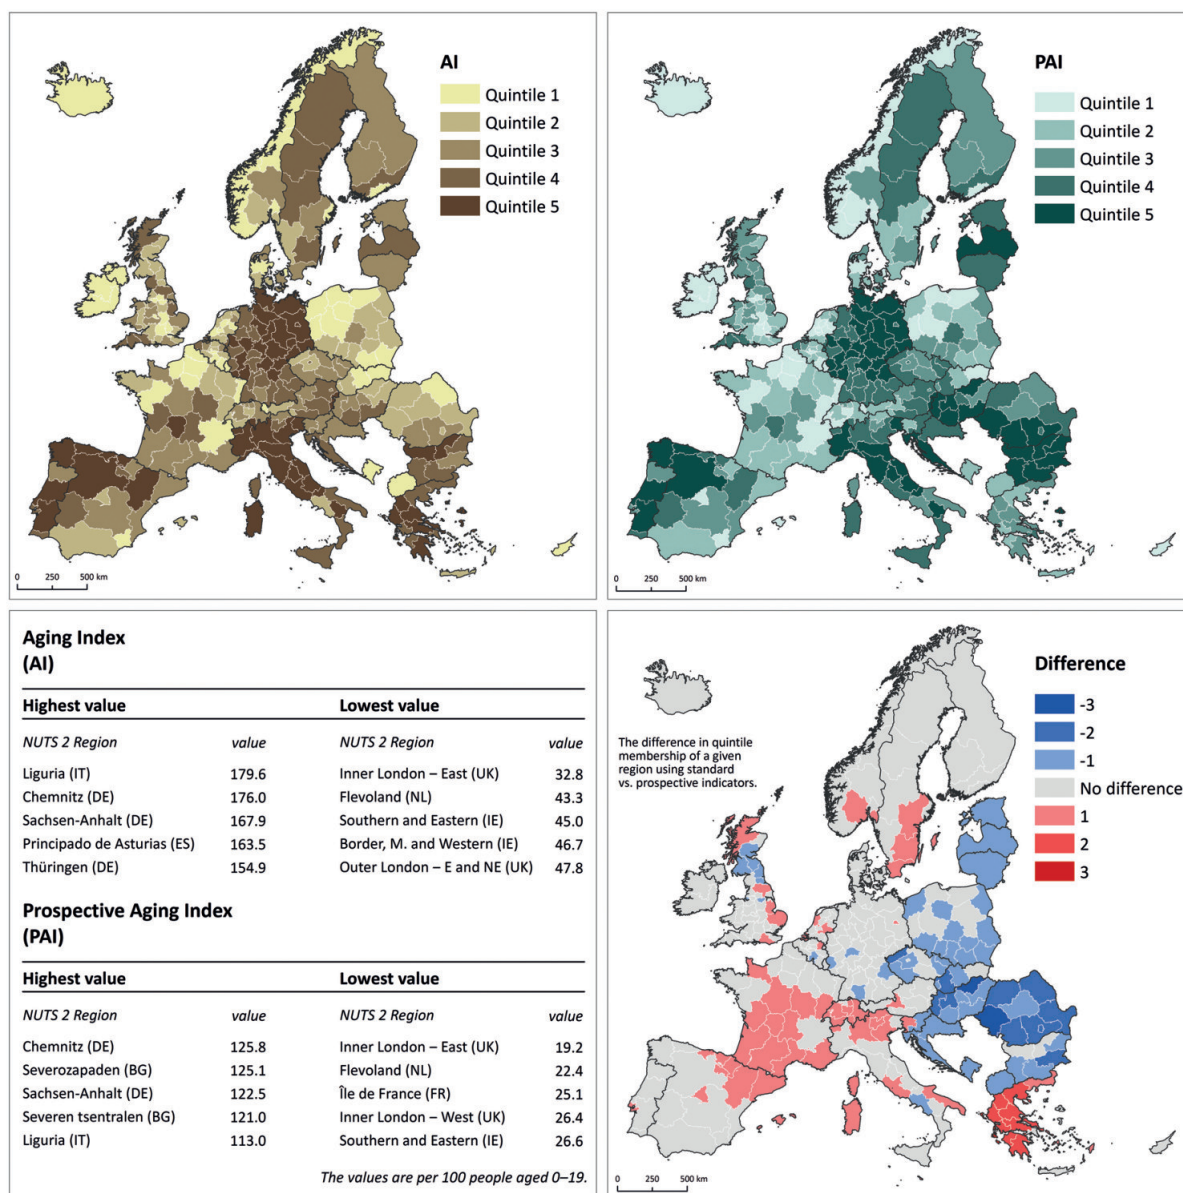 AI
Quintile 1
Quintile 2
Quintile 3
Quintile 4
Quintile 5
0 250 500 km
PAI
Quintile 1
Quintile 2
Quintile 3
Quintile 4
Quintile 5
0 250 500 km
Aging Index
(AI)
Highest value Lowest value
NUTS 2 Region value NUTS 2 Region value
Liguria (IT) 179.6 Inner London – East (UK) 32.8
Chemnitz (DE) 176.0 Flevoland (NL) 43.3
Sachsen-Anhalt (DE) 167.9 Southern and Eastern (IE) 45.0
Principado de Asturias (ES) 163.5 Border, M. and Western (IE) 46.7
Thüringen (DE) 154.9 Outer London – E and NE (UK) 47.8
Prospective Aging Index
(PAI)
Highest value Lowest value
NUTS 2 Region value NUTS 2 Region value
Chemnitz (DE) 125.8 Inner London – East (UK) 19.2
Severozapaden (BG) 125.1 Flevoland (NL) 22.4
Sachsen-Anhalt (DE) 122.5 Île de France (FR) 25.1
Severen tsentralen (BG) 121.0 Inner London – West (UK) 26.4
Liguria (IT) 113.0 Southern and Eastern (IE) 26.6
The values are per 100 people aged 0–19.
Difference
-3
-2
-1
No difference
1
2
3
The difference in quintile
membership of a given
region using standard
vs. prospective indicators.
0 250 500 km